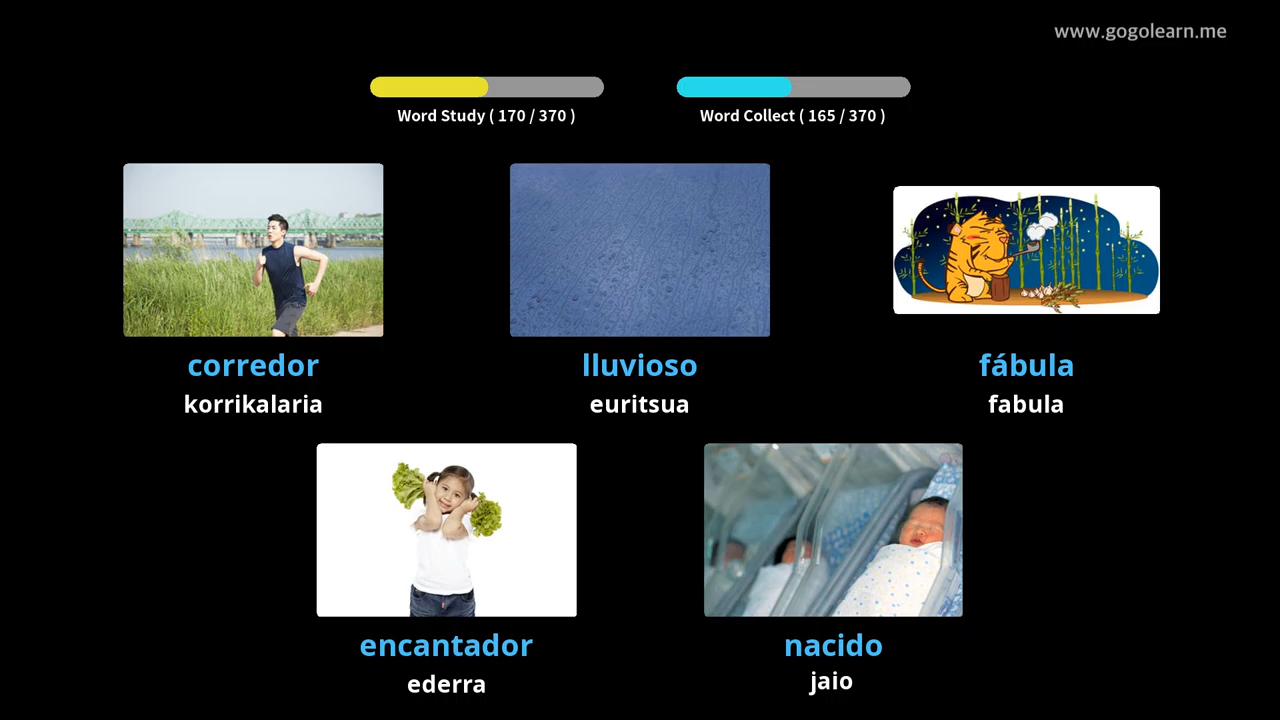 www.gogolearn.me
Word Study ( 170 / 370 )
Word Collect ( 165 / 370 )
corredor
korrikalaria
lluvioso
euritsua
fábula
fabula
encantador
ederra
nacido
jaio